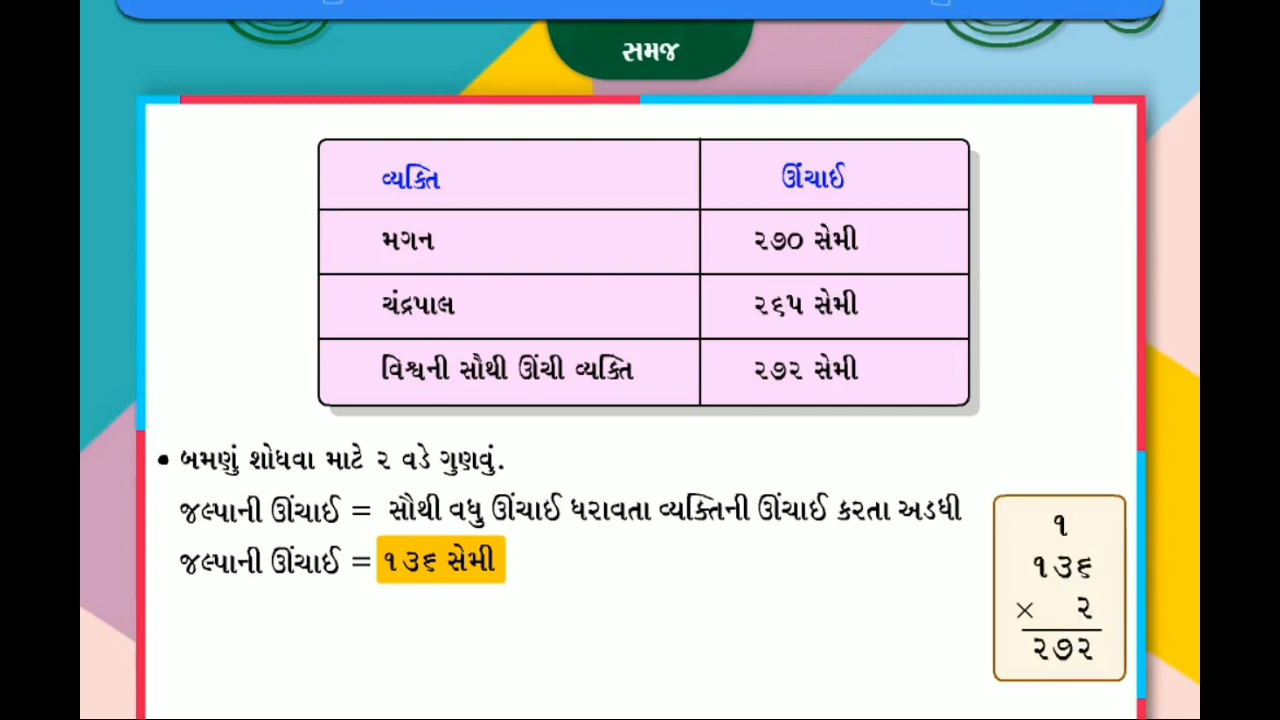 સમજ
વ્યક્તિ ઊંચાઈ
મગન ૨૭૦ સેમી
ચંદ્રપાલ ૨૬૫ સેમી
વિશ્વની સૌથી ઊંચી વ્યક્તિ ૨૭૨ સેમી
• બમણું શોધવા માટે ૨ વડે ગુણવું.
જલ્પાની ઊંચાઈ = સૌથી વધુ ઊંચાઈ ધરાવતા વ્યક્તિની ઊંચાઈ કરતા અડધી
જલ્પાની ઊંચાઈ = ૧૩૬ સેમી
૧
૧૩૬
× ૨
૨૭૨